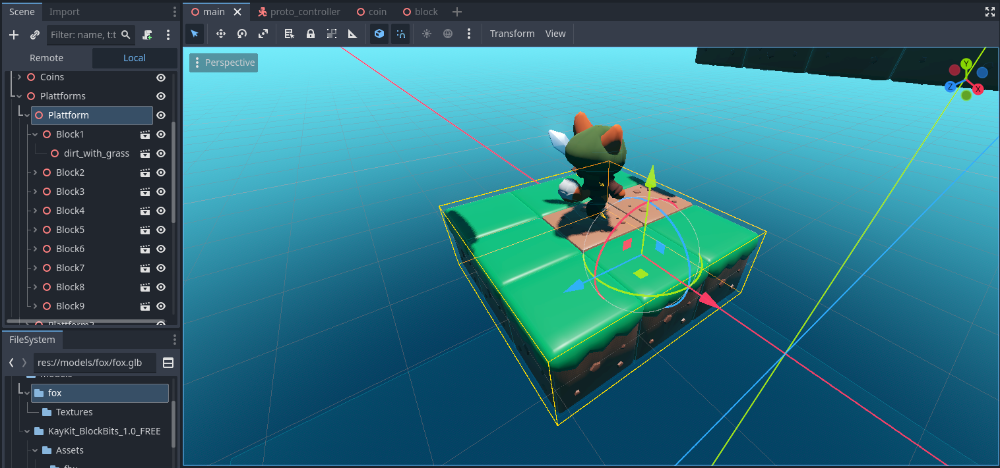 Scene Import
main proto_controller coin block
Filter: name, t:t
Transform View
Remote Local
Perspective
Coins
Plattforms
Plattform
Block1
dirt_with_grass
Block2
Block3
Block4
Block5
Block6
Block7
Block8
Block9
Plattform2
FileSystem
res://models/fox/fox.glb
models
fox
Textures
KayKit_BlockBits_1.0_FREE
Assets
fbx
Y
Z
X